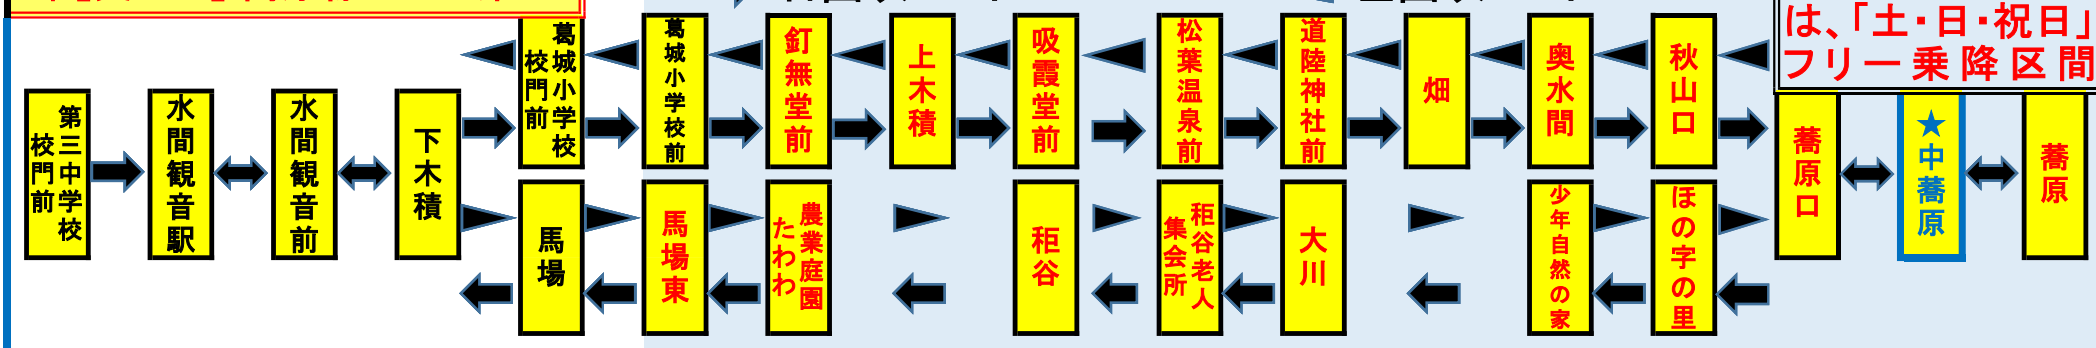 は、「土・日・祝日」
フリー乗降区間
第三中学校
校門前
水間観音駅
水間観音前
下木積
葛城小学校
校門前
葛城小学校前
釘無堂前
上木積
吸霞堂前
松葉温泉前
道陸神社前
畑
奥水間
秋山口
馬場
馬場東
農業庭園
たわわ
秬谷
秬谷老人
集会所
大川
少年自然の家
ほの字の里
蕎原口
★中蕎原
蕎原